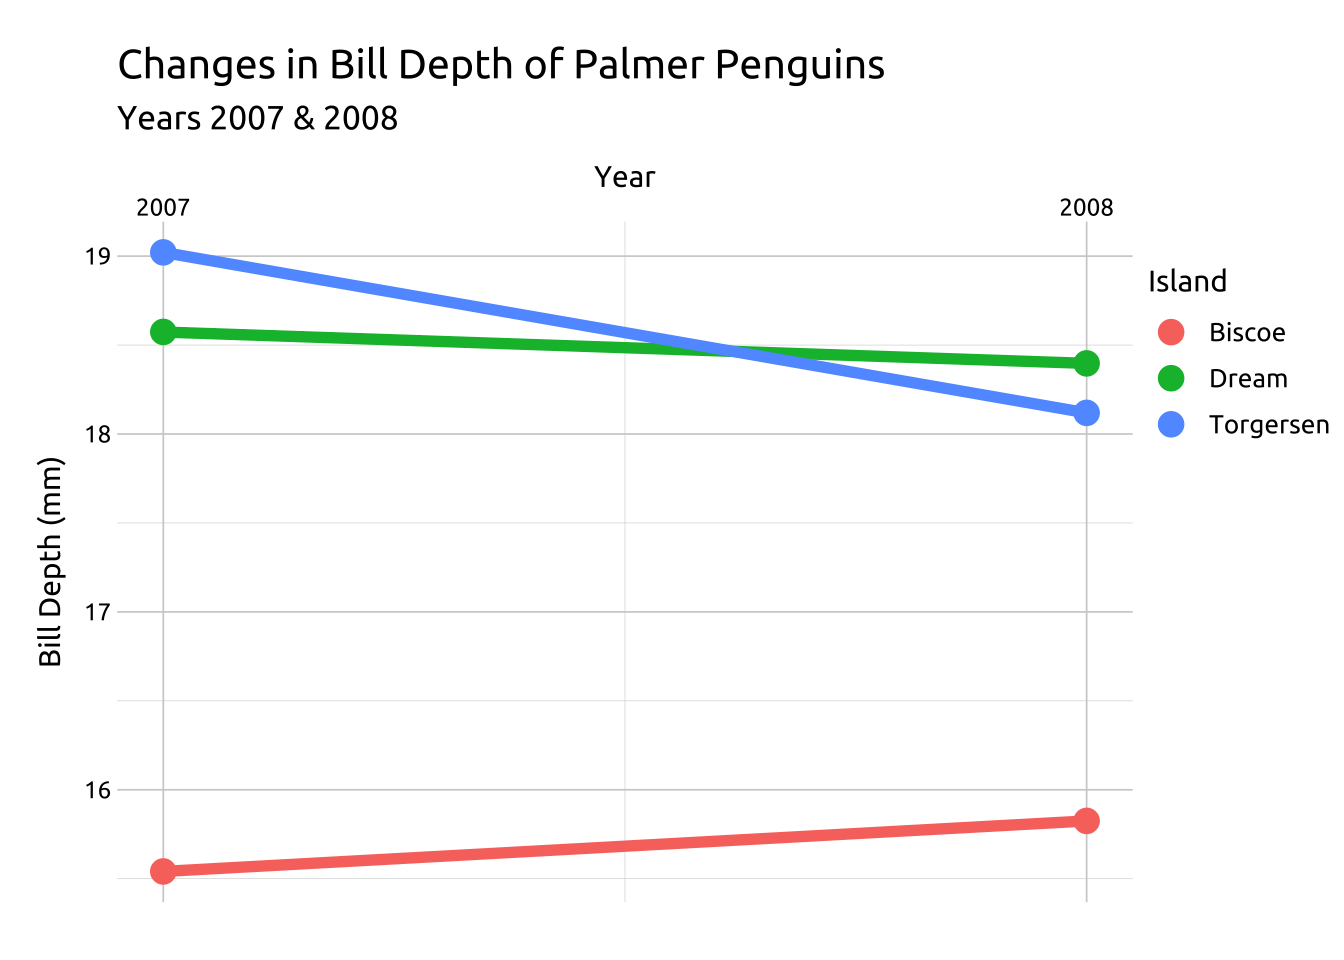 Changes in Bill Depth of Palmer Penguins
Years 2007 & 2008
Year
2007 2008
19
18
17
16
Bill Depth (mm)
Island
Biscoe
Dream
Torgersen